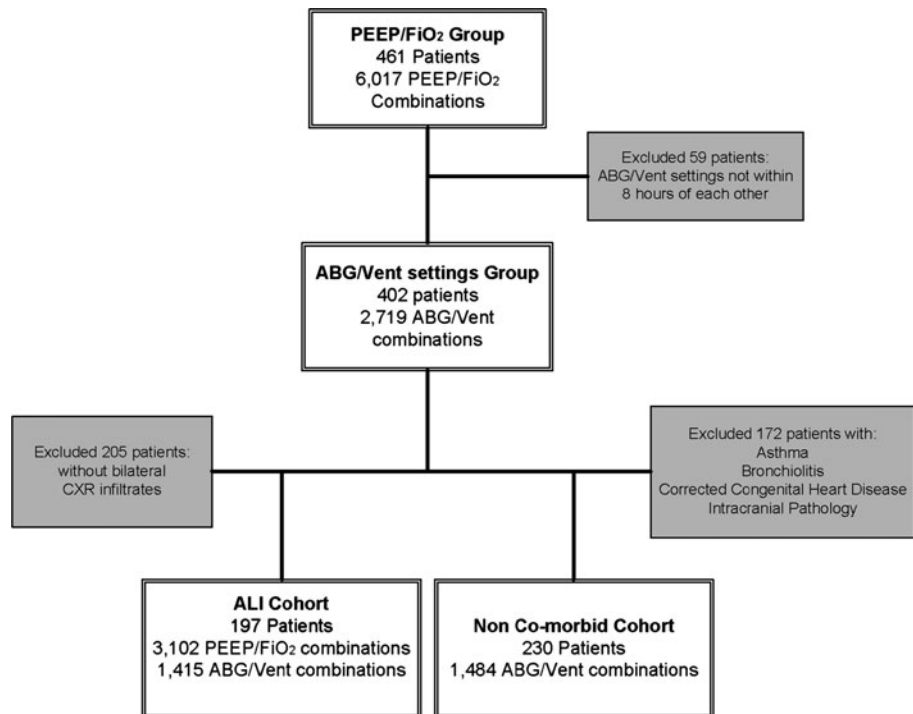 PEEP/FiO₂ Group
461 Patients
6,017 PEEP/FiO₂
Combinations
Excluded 59 patients:
ABG/Vent settings not within
8 hours of each other
ABG/Vent settings Group
402 patients
2,719 ABG/Vent
combinations
Excluded 205 patients:
without bilateral
CXR infiltrates
Excluded 172 patients with:
Asthma
Bronchiolitis
Corrected Congenital Heart Disease
Intracranial Pathology
ALI Cohort
197 Patients
3,102 PEEP/FiO₂ combinations
1,415 ABG/Vent combinations
Non Co-morbid Cohort
230 Patients
1,484 ABG/Vent combinations